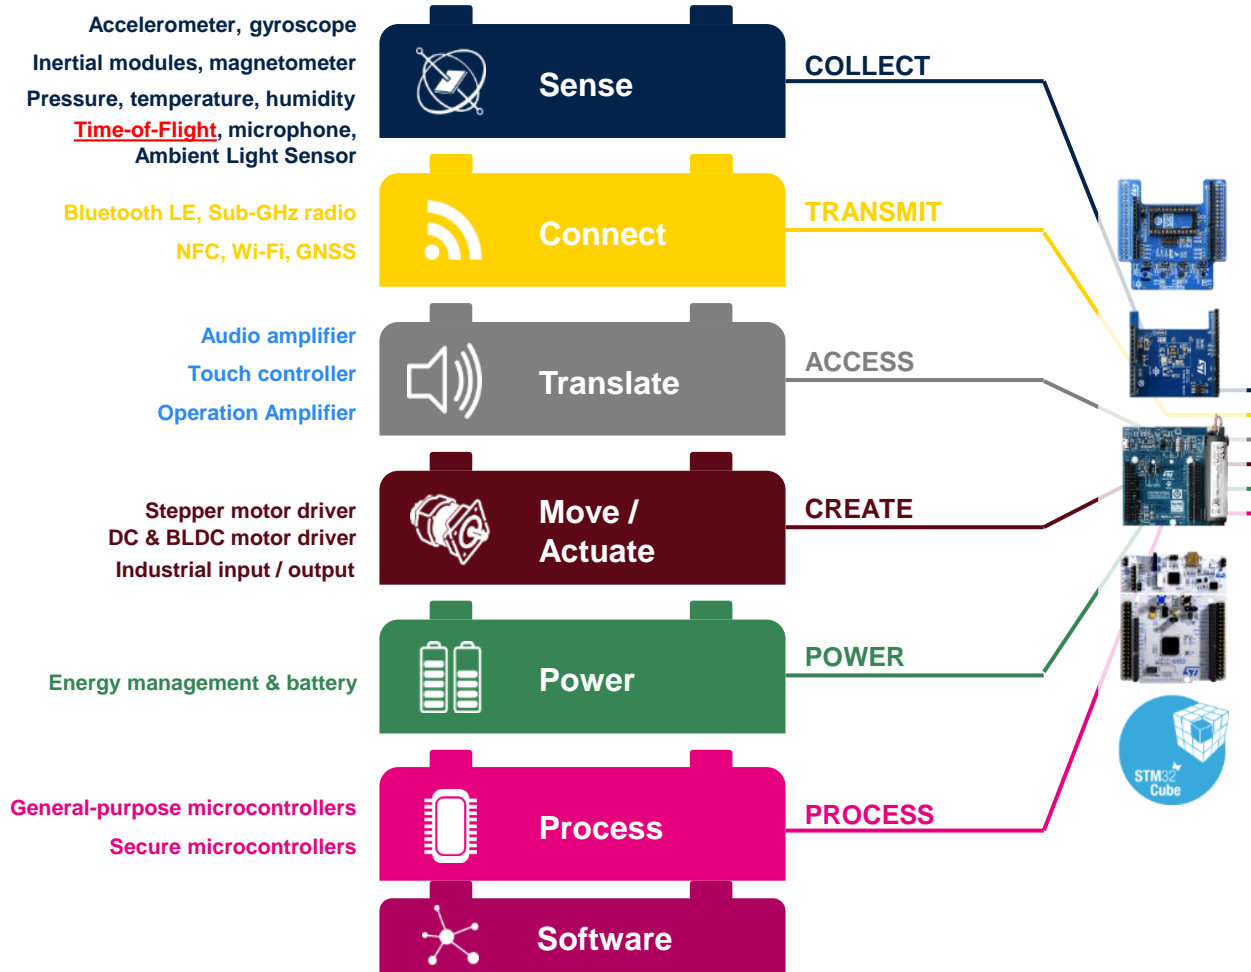 Accelerometer, gyroscope
Inertial modules, magnetometer
Pressure, temperature, humidity
Time-of-Flight, microphone,
Ambient Light Sensor
Sense
COLLECT
Bluetooth LE, Sub-GHz radio
NFC, Wi-Fi, GNSS
Connect
TRANSMIT
Audio amplifier
Touch controller
Operation Amplifier
Translate
ACCESS
Stepper motor driver
DC & BLDC motor driver
Industrial input / output
Move /
Actuate
CREATE
Energy management & battery
Power
POWER
General-purpose microcontrollers
Secure microcontrollers
Process
PROCESS
Software
STM32
Cube